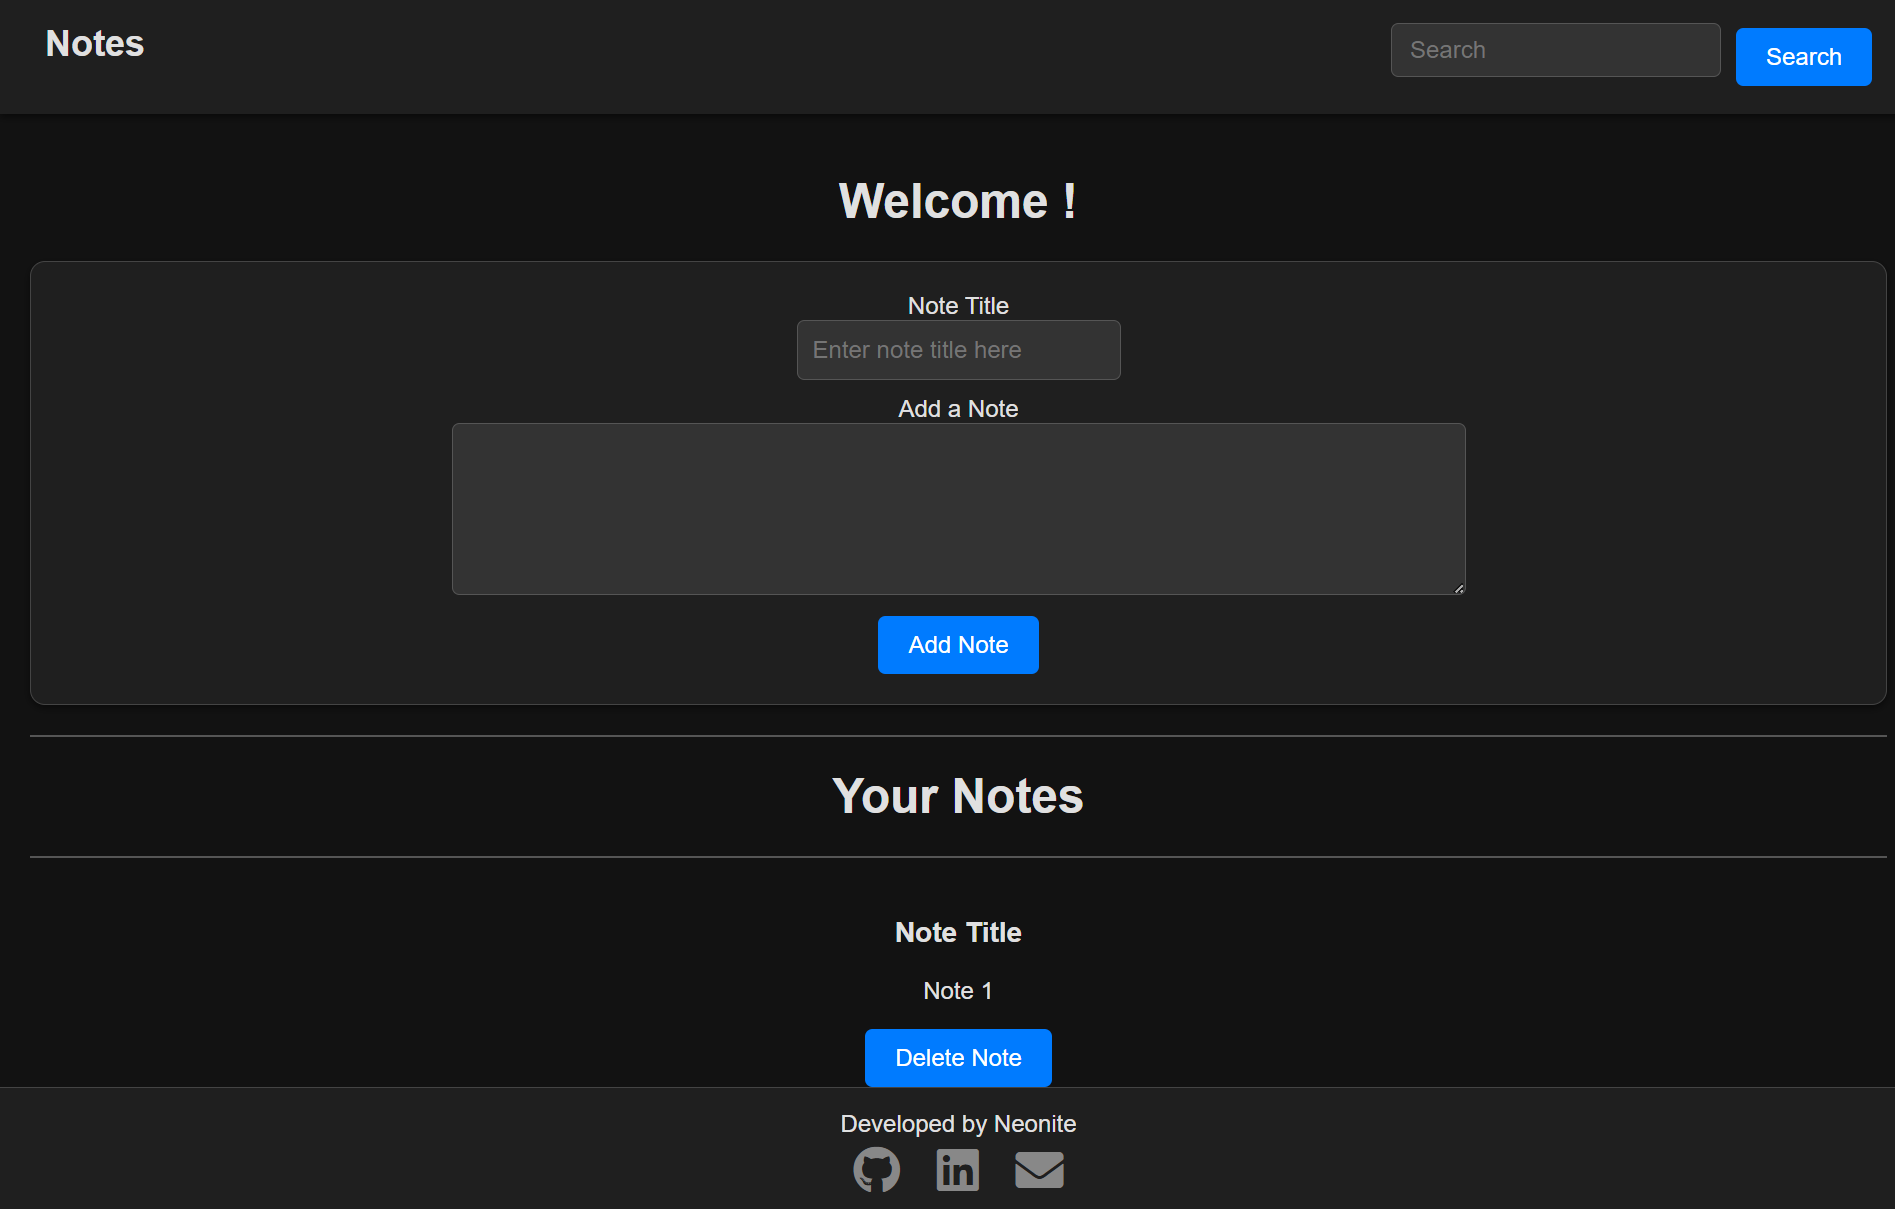 Notes
Search
Search
Welcome !
Note Title
Enter note title here
Add a Note
Add Note
Your Notes
Note Title
Note 1
Delete Note
Developed by Neonite
in